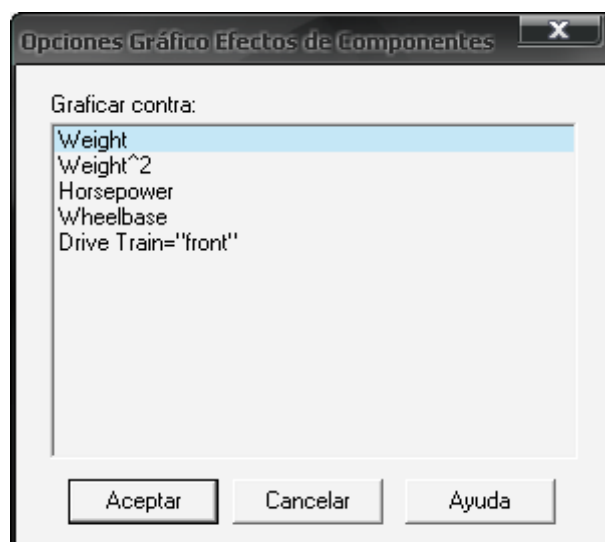 Opciones Gráfico Efectos de Componentes
Graficar contra:
Weight
Weight^2
Horsepower
Wheelbase
Drive Train="front"
Aceptar
Cancelar
Ayuda